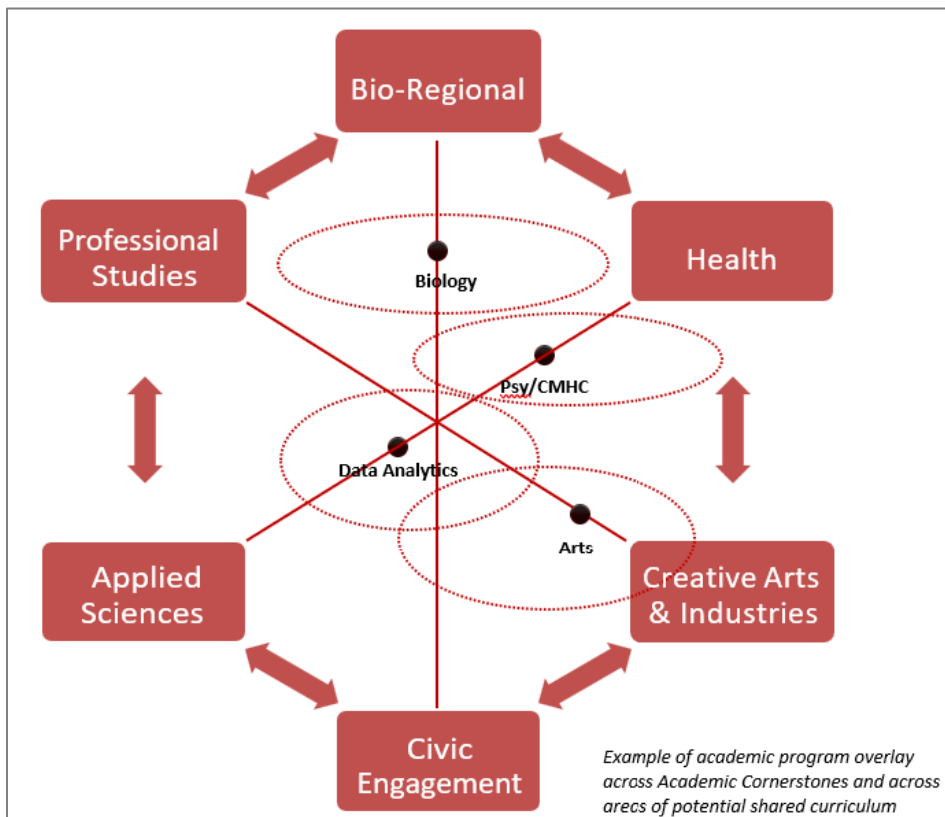 Bio-Regional
Professional
Studies
Health
Biology
Psy/CMHC
Data Analytics
Arts
Applied
Sciences
Creative Arts
& Industries
Civic
Engagement
Example of academic program overlay
across Academic Cornerstones and across
areas of potential shared curriculum